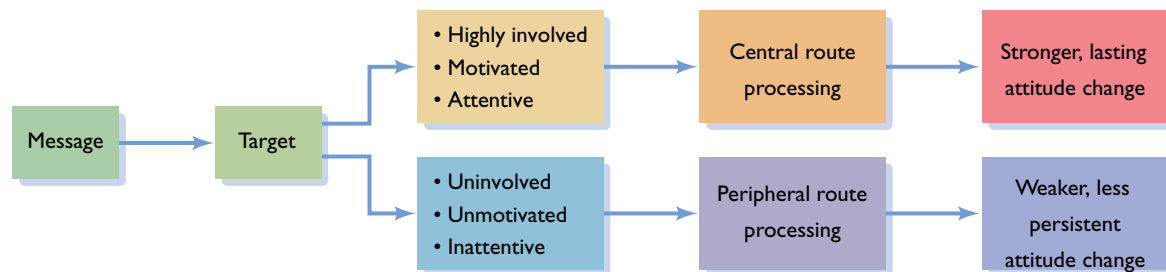 Message
Target
• Highly involved
• Motivated
• Attentive
Central route
processing
Stronger, lasting
attitude change
• Uninvolved
• Unmotivated
• Inattentive
Peripheral route
processing
Weaker, less
persistent
attitude change